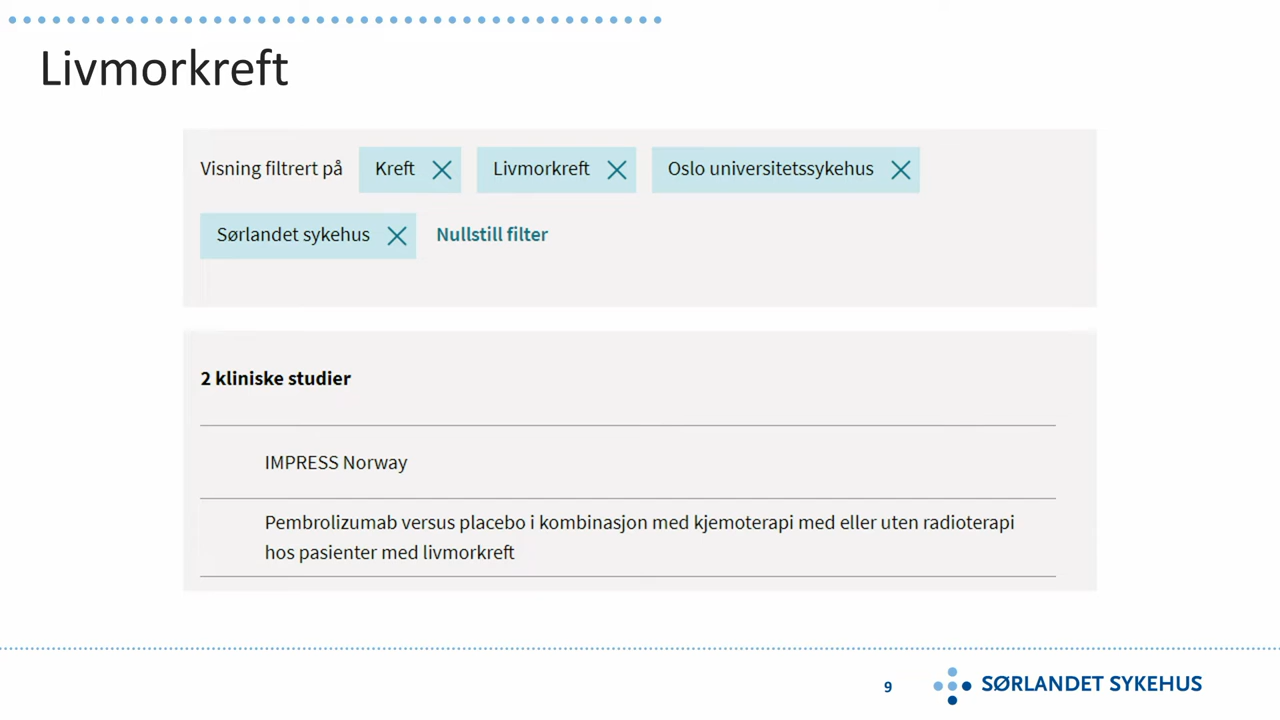 Livmorkreft
Visning filtrert på Kreft Livmorkreft Oslo universitetssykehus
Sørlandet sykehus Nullstill filter
2 kliniske studier
IMPRESS Norway
Pembrolizumab versus placebo i kombinasjon med kjemoterapi med eller uten radioterapi
hos pasienter med livmorkreft
9 SØRLANDET SYKEHUS